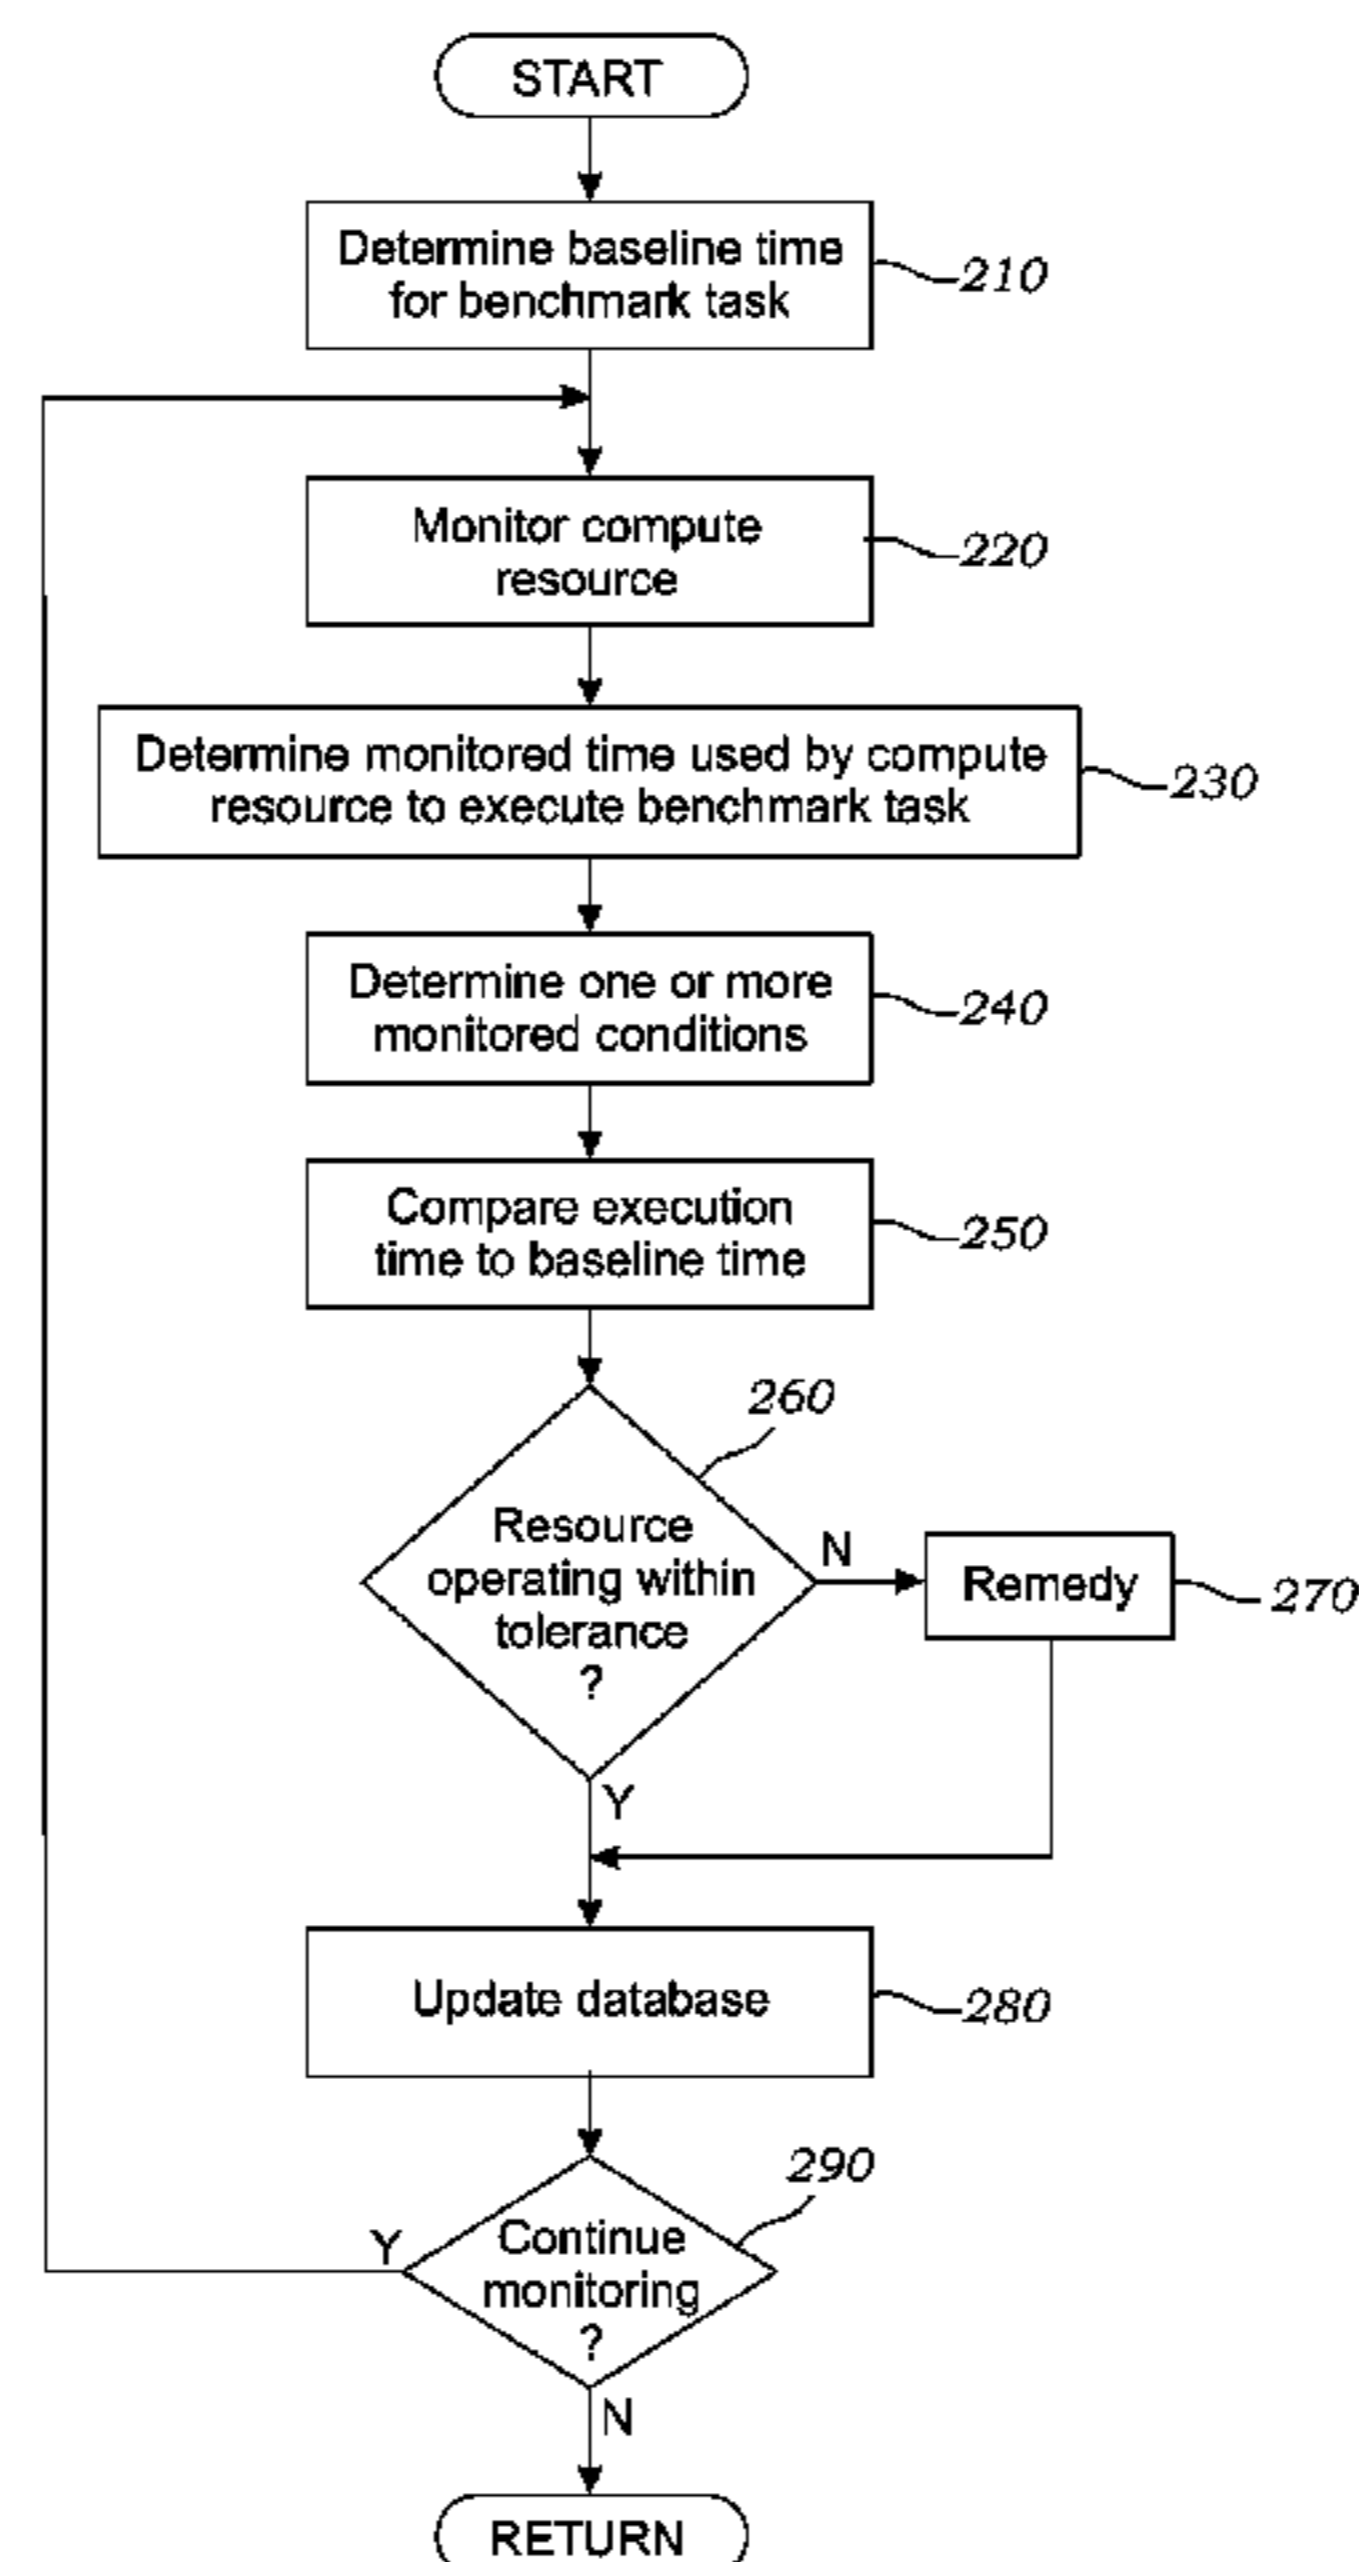 START
Determine baseline time
for benchmark task
210
Monitor compute
resource
220
Determine monitored time used by compute
resource to execute benchmark task
230
Determine one or more
monitored conditions
240
Compare execution
time to baseline time
250
260
Resource
operating within
tolerance
?
N
Remedy
270
Y
Update database
280
290
Y
Continue
monitoring
?
N
RETURN